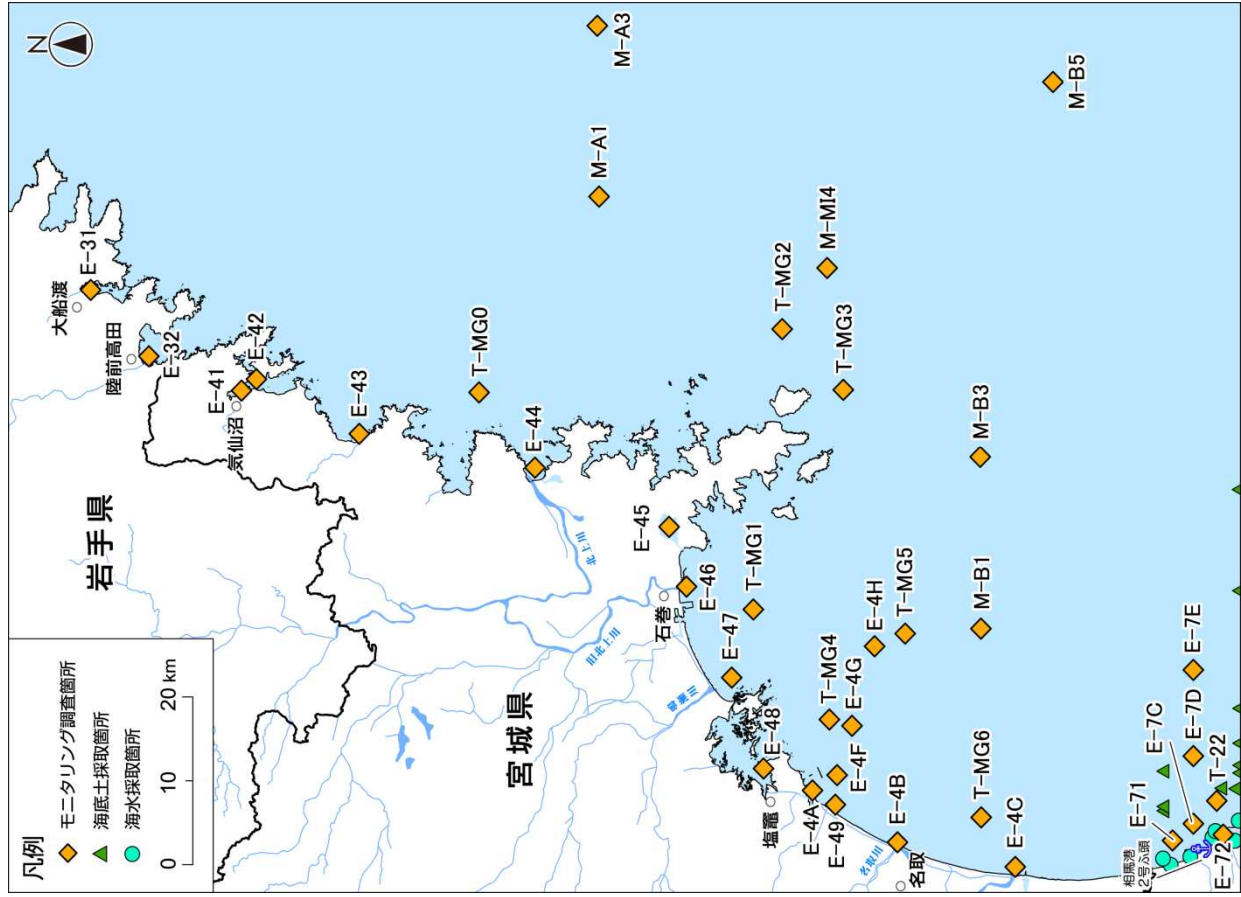 凡例
モニタリング調査箇所
海底土採取箇所
海水採取箇所
0 10 20 km
N
岩手県
宮城県
大船渡
E-31
陸前高田
E-32
E-41
気仙沼
E-42
E-43
T-MG0
E-44
北上川
旧北上川
E-45
石巻
E-46
E-47
鳴瀬川
T-MG1
E-48
塩竈
E-4A
E-49
E-4F
T-MG4
E-4G
E-4H
T-MG5
E-4B
名取川
名取
E-4C
T-MG6
M-A3
M-A1
T-MG2
M-MI4
T-MG3
M-B5
M-B3
M-B1
E-7E
E-7D
E-7C
T-22
E-71
相馬港
2号ふ頭
E-72